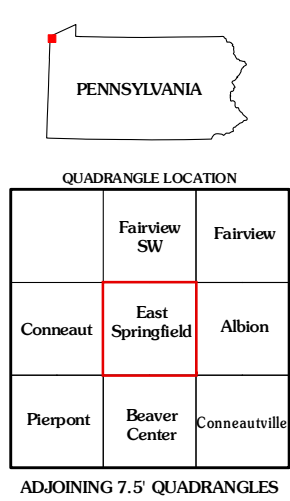 PENNSYLVANIA
QUADRANGLE LOCATION
Fairview
SW
Fairview
Conneaut
East
Springfield
Albion
Pierpont
Beaver
Center
Conneautville
ADJOINING 7.5' QUADRANGLES